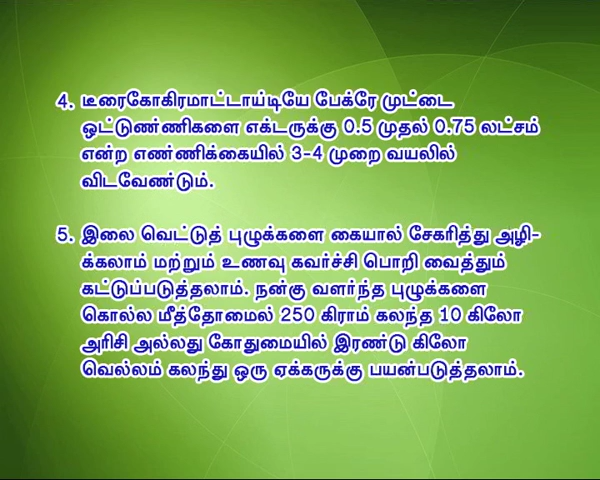 4. டீரைகோகிரமாட்டாய்டியே பேக்ரே முட்டை
ஒட்டுண்ணிகளை எக்டருக்கு 0.5 முதல் 0.75 லட்சம்
என்ற எண்ணிக்கையில் 3-4 முறை வயலில்
விடவேண்டும்.
5. இலை வெட்டுத் புழுக்களை கையால் சேகரித்து அழி-
க்கலாம் மற்றும் உணவு கவர்ச்சி பொறி வைத்தும்
கட்டுப்படுத்தலாம். நன்கு வளர்ந்த புழுக்களை
கொல்ல மீத்தோமைல் 250 கிராம் கலந்த 10 கிலோ
அரிசி அல்லது கோதுமையில் இரண்டு கிலோ
வெல்லம் கலந்து ஒரு ஏக்கருக்கு பயன்படுத்தலாம்.